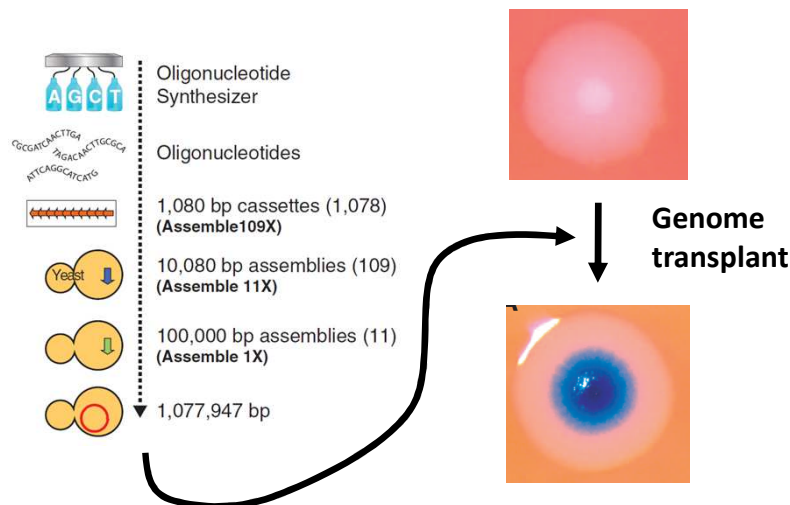 A G C T
Oligonucleotide
Synthesizer
CGCGATCAACTTGA
TAGACAACTTGCGCA
ATTCAGGCATCATG
Oligonucleotides
1,080 bp cassettes (1,078)
(Assemble109X)
Yeast
10,080 bp assemblies (109)
(Assemble 11X)
100,000 bp assemblies (11)
(Assemble 1X)
1,077,947 bp
Genome
transplant